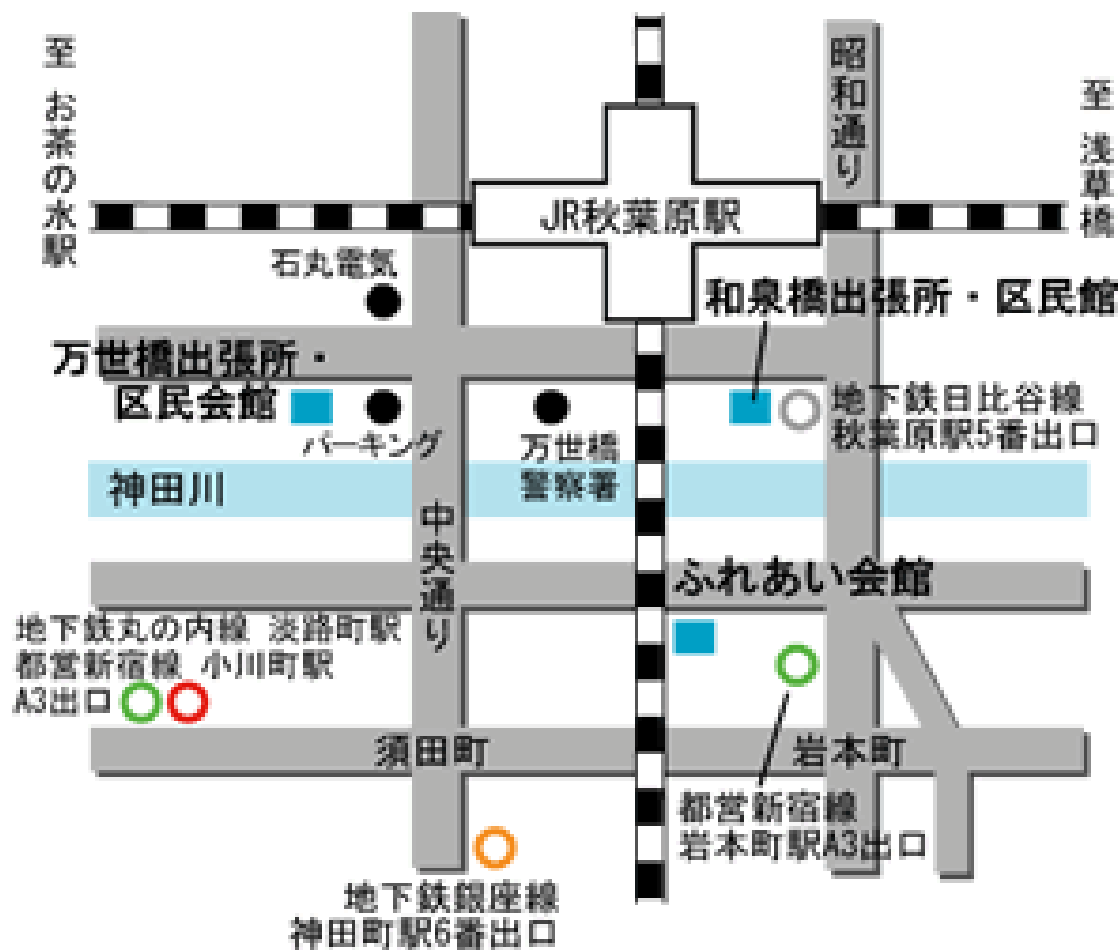 至 お茶の水駅
昭和通り
至 浅草橋
JR秋葉原駅
石丸電気
和泉橋出張所・区民館
万世橋出張所・
区民会館
パーキング
万世橋
警察署
地下鉄日比谷線
秋葉原駅5番出口
神田川
中央通り
ふれあい会館
地下鉄丸の内線 淡路町駅
都営新宿線 小川町駅
A3出口
須田町
岩本町
都営新宿線
岩本町駅A3出口
地下鉄銀座線
神田町駅6番出口